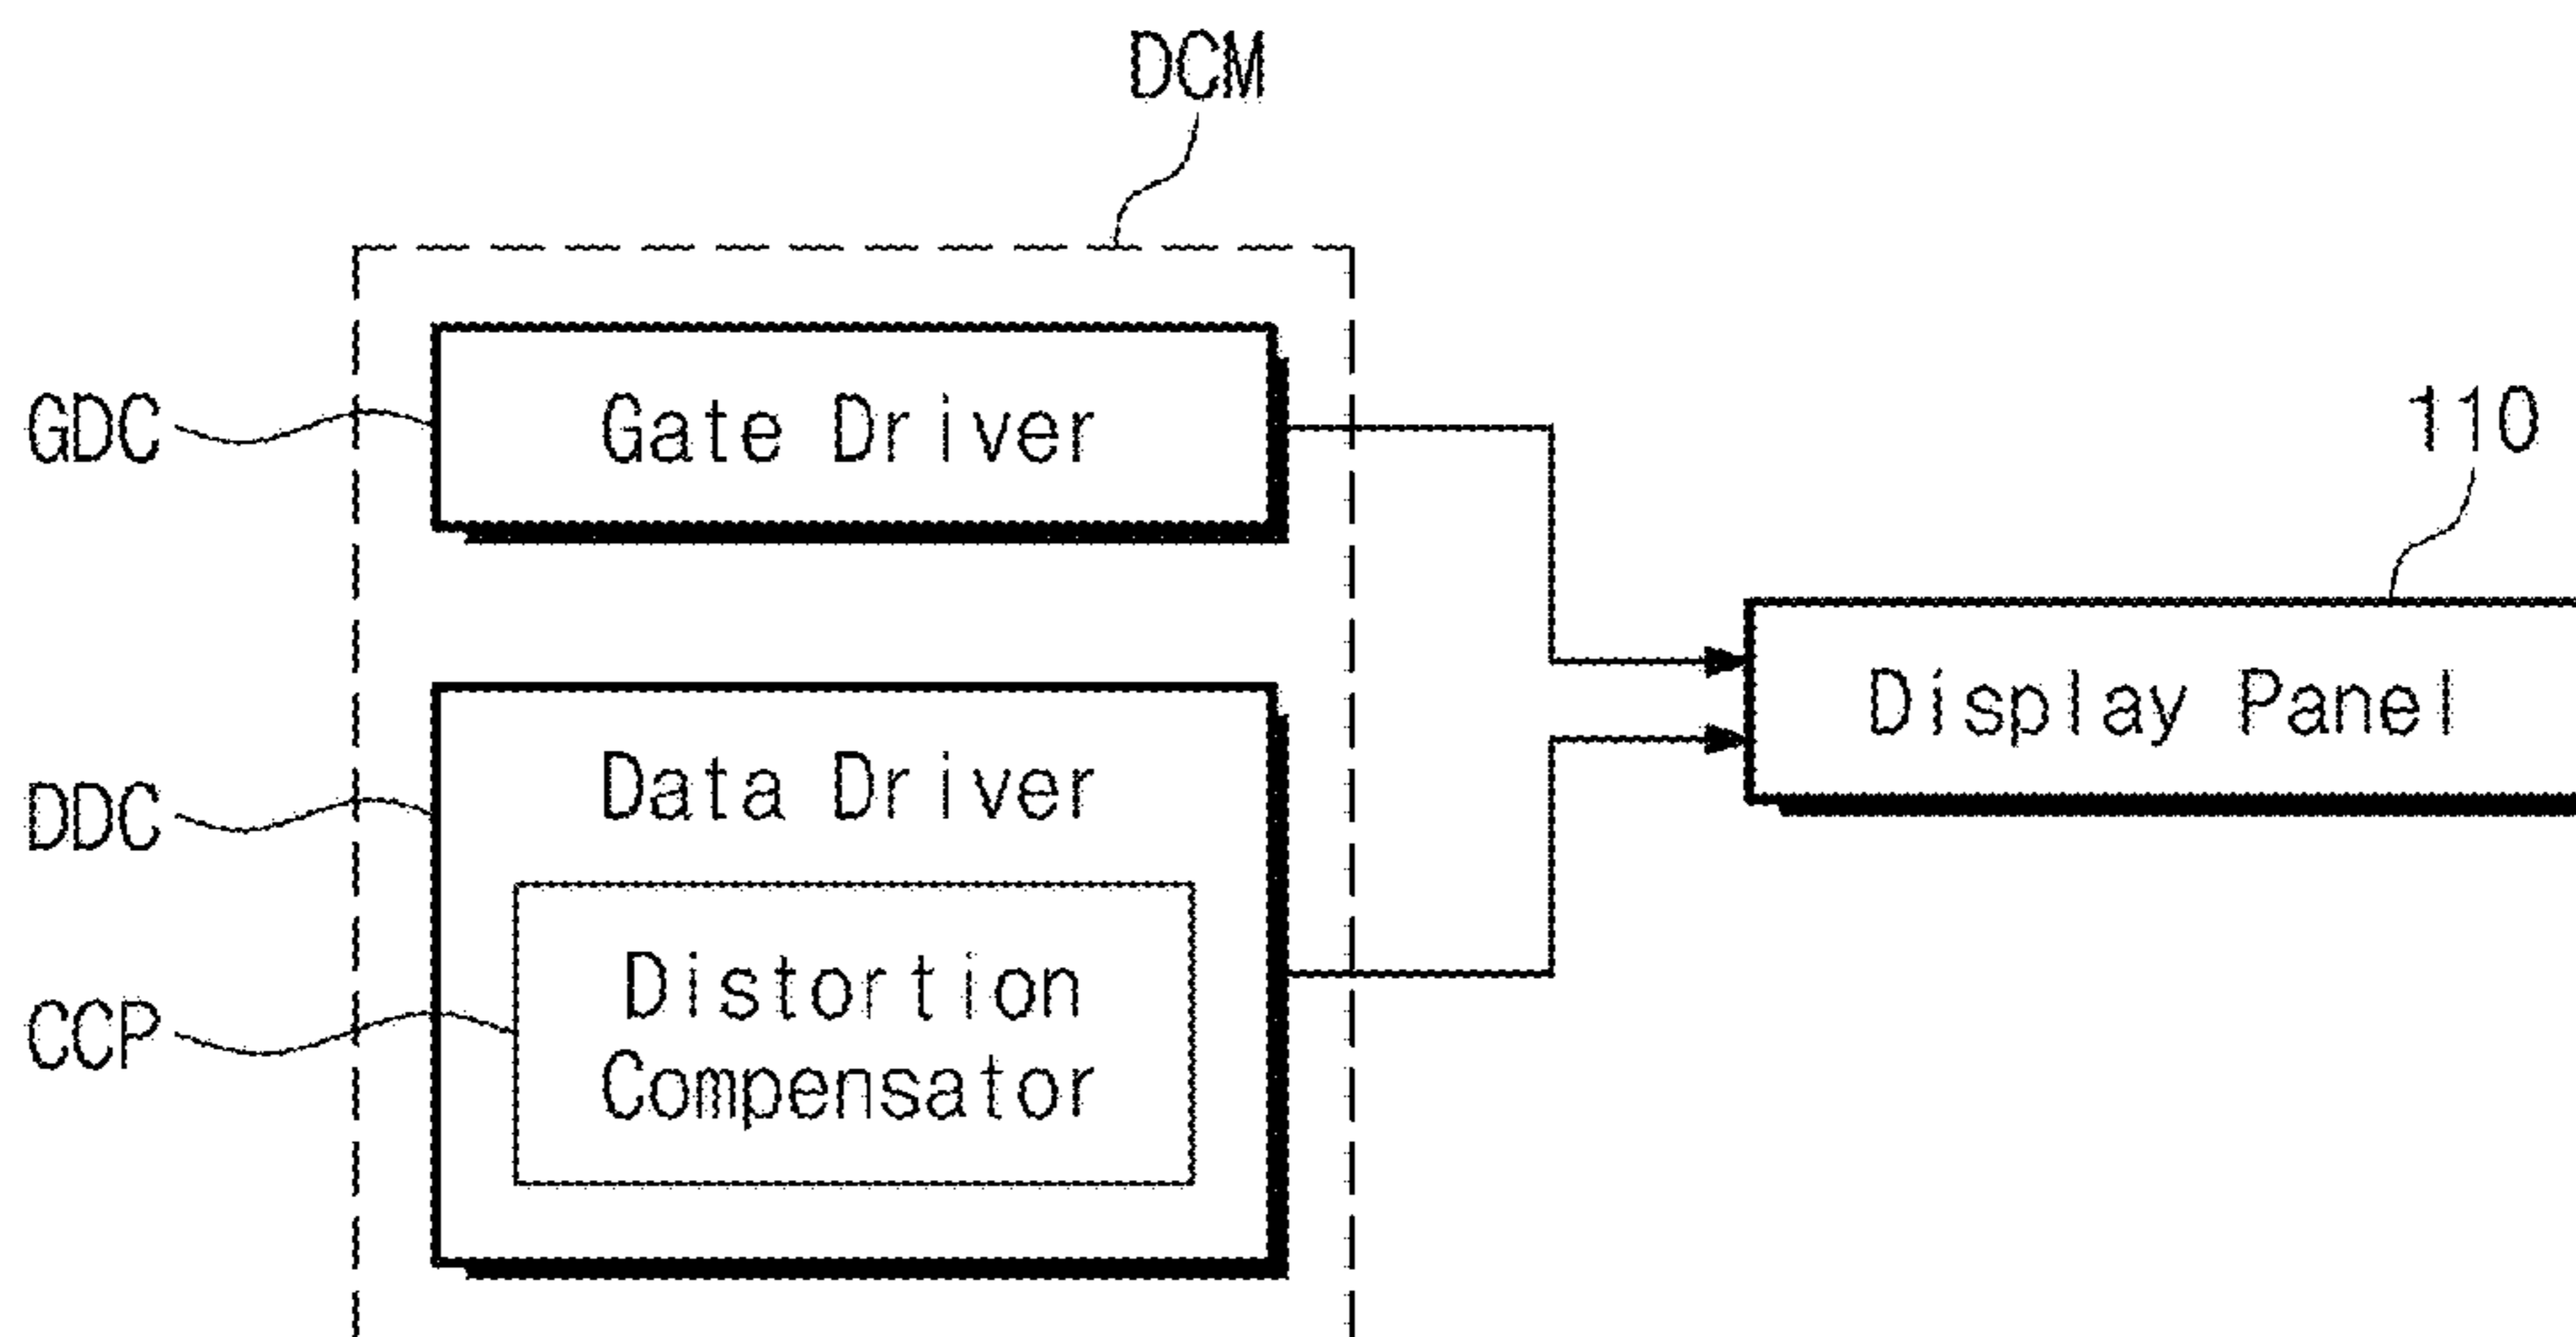 DCM
GDC
Gate Driver
110
Display Panel
DDC
Data Driver
CCP
Distortion
Compensator